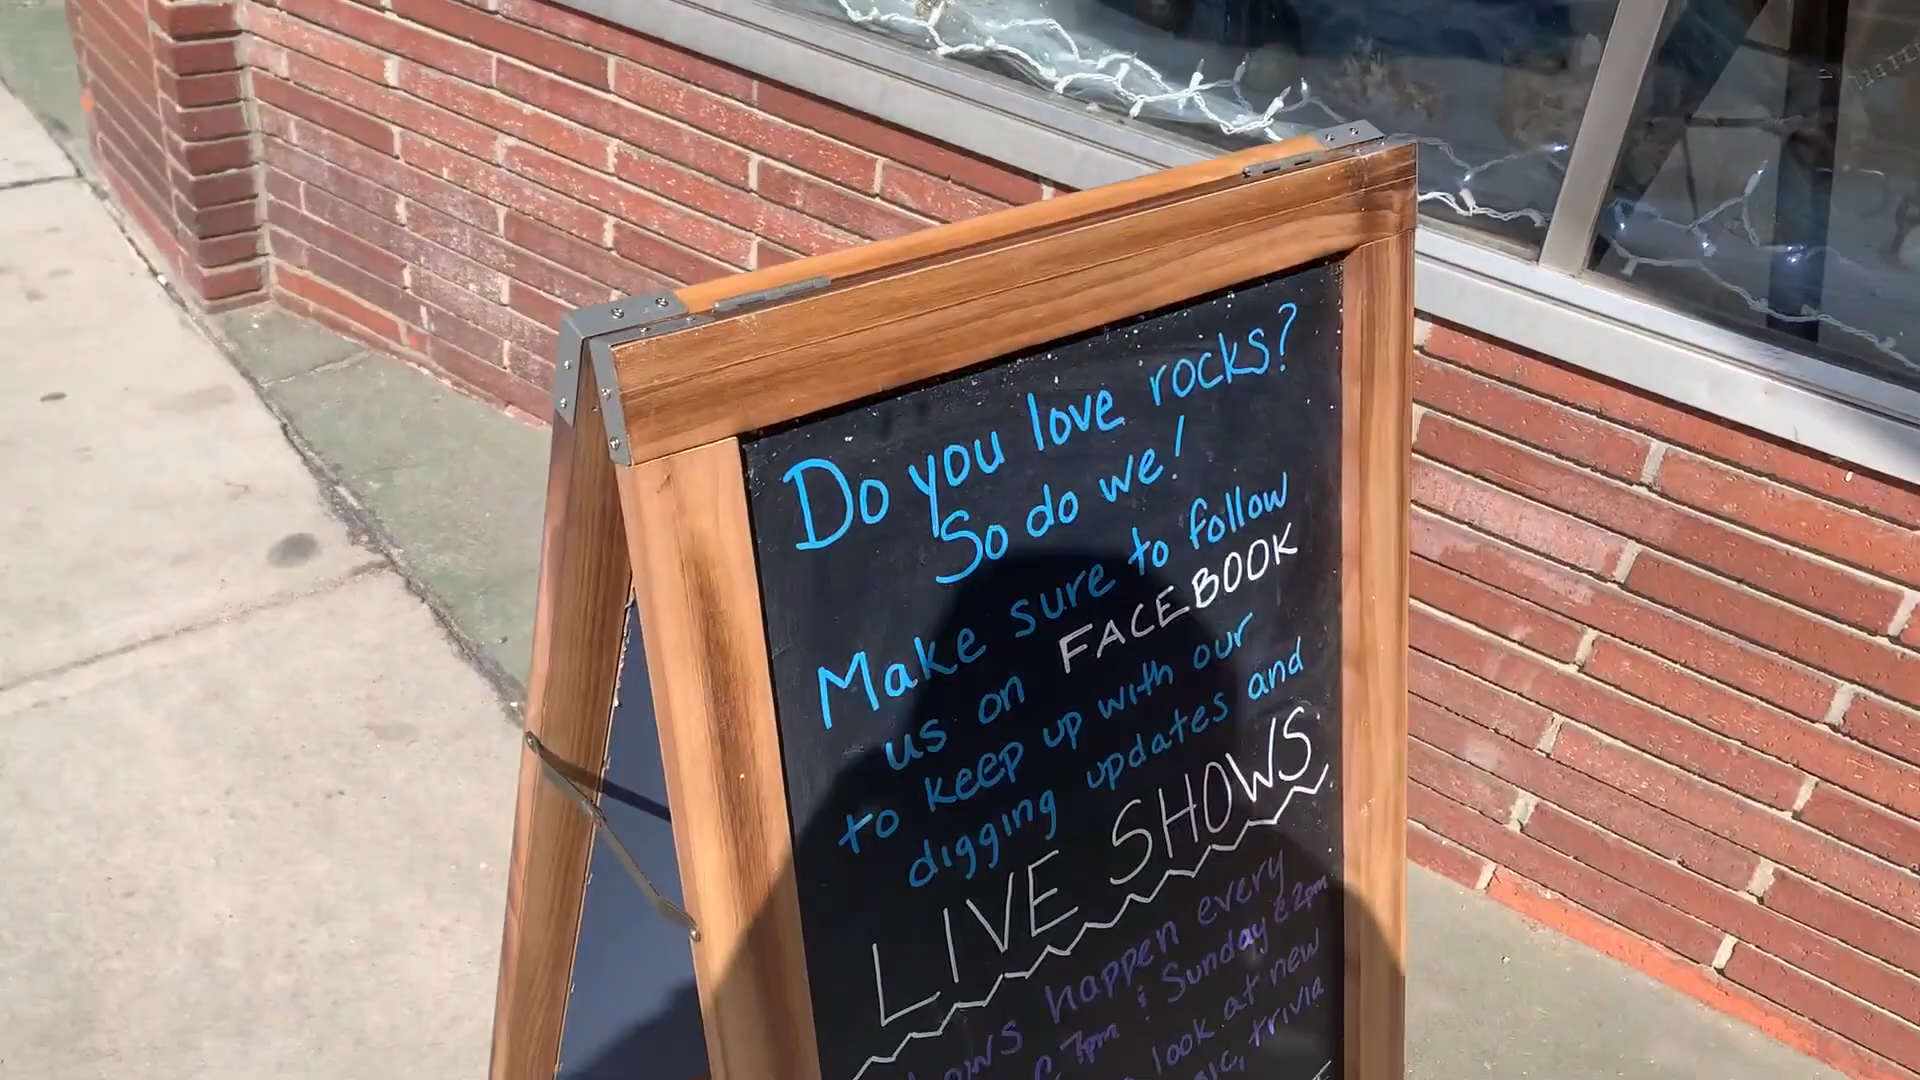 Do you love rocks?
So do we!
Make sure to follow
us on FACEBOOK
to keep up with our
digging updates and
LIVE SHOWS
happen every
7pm & Sunday @ 2pm
look at new
trivia